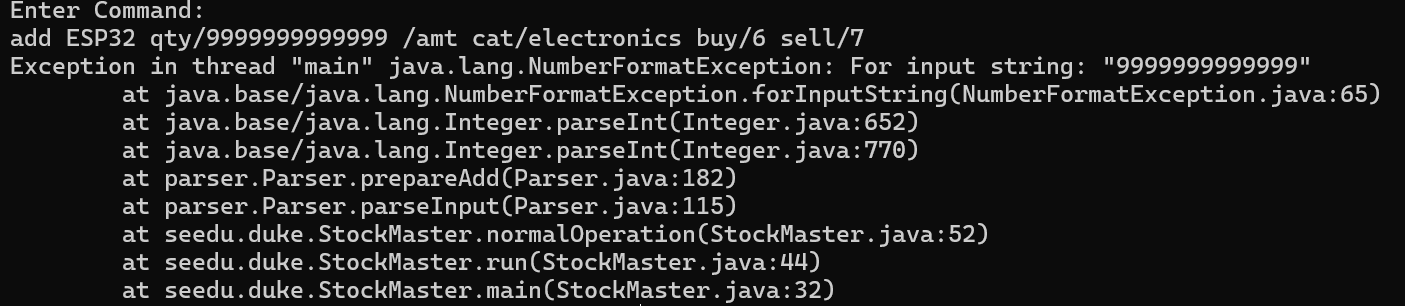 Enter Command:
add ESP32 qty/9999999999999 /amt cat/electronics buy/6 sell/7
Exception in thread "main" java.lang.NumberFormatException: For input string: "9999999999999"
        at java.base/java.lang.NumberFormatException.forInputString(NumberFormatException.java:65)
        at java.base/java.lang.Integer.parseInt(Integer.java:652)
        at java.base/java.lang.Integer.parseInt(Integer.java:770)
        at parser.Parser.prepareAdd(Parser.java:182)
        at parser.Parser.parseInput(Parser.java:115)
        at seedu.duke.StockMaster.normalOperation(StockMaster.java:52)
        at seedu.duke.StockMaster.run(StockMaster.java:44)
        at seedu.duke.StockMaster.main(StockMaster.java:32)